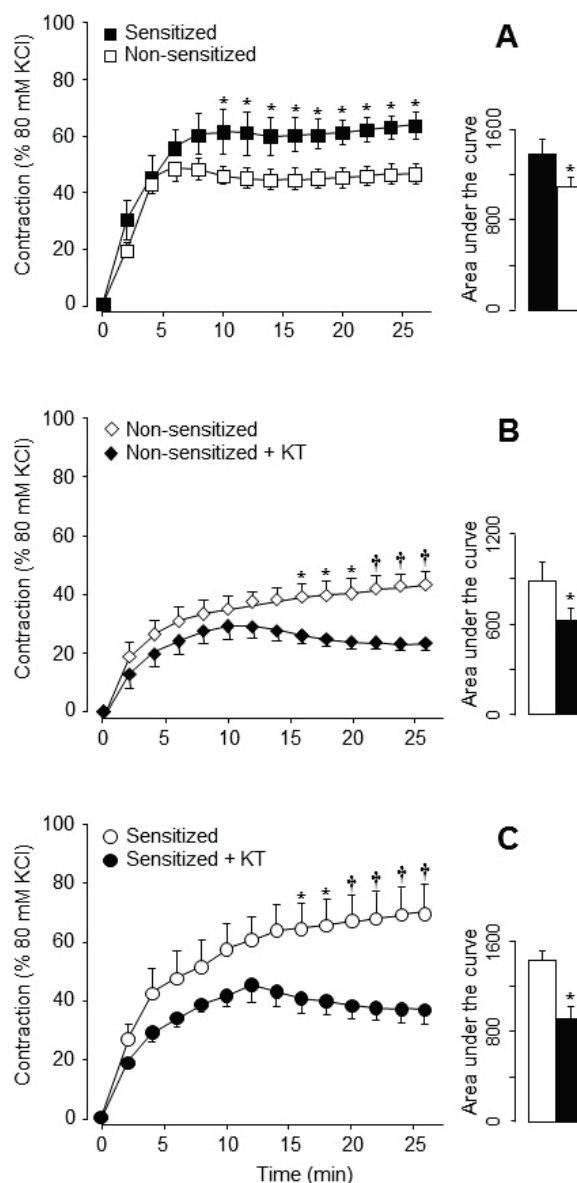 Sensitized
Non-sensitized
A
Contraction (% 80 mM KCl)
100
80
60
40
20
0
* * * * * * * * *
0 5 10 15 20 25
Area under the curve
1600
800
0
*
Non-sensitized
Non-sensitized + KT
B
Contraction (% 80 mM KCl)
100
80
60
40
20
0
* * * ‡ ‡ ‡
0 5 10 15 20 25
Area under the curve
1200
600
0
*
Sensitized
Sensitized + KT
C
Contraction (% 80 mM KCl)
100
80
60
40
20
0
* * ‡ ‡ ‡ ‡
0 5 10 15 20 25
Time (min)
Area under the curve
1600
800
0
*